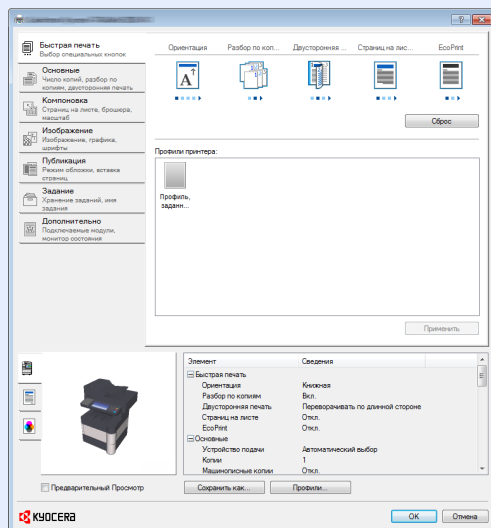 Быстрая печать
Выбор специальных кнопок
Основные
Число копий, разбор по
копиям, двусторонняя печать
Компоновка
Страниц на листе, брошюра,
масштаб
Изображение
Изображение, графика,
шрифты
Публикация
Режим обложки, вставка
страниц
Задание
Хранение заданий, имя
задания
Дополнительно
Подключаемые модули,
монитор состояния
Ориентация Разбор по коп... Двусторонняя ... Страниц на лис... EcoPrint
A
Сброс
Профили принтера:
Профиль,
заданн...
Применить
Элемент Сведения
Быстрая печать
Ориентация Книжная
Разбор по копиям Вкл.
Двусторонняя печать Переворачивать по длинной стороне
Страниц на листе Откл.
EcoPrint Откл.
Основные
Устройство подачи Автоматический выбор
Копии 1
Машинописные копии Откл.
Предварительный Просмотр
Сохранить как... Профили...
KYOCERA
OK Отмена